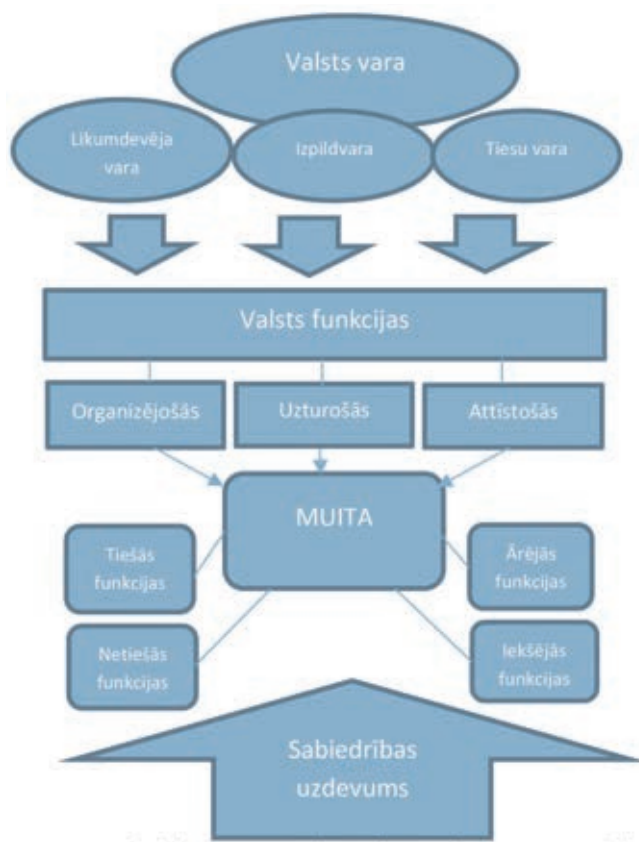 Valsts vara
Likumdevēja
vara
Izpildvara
Tiesu vara
Valsts funkcijas
Organizējošās
Uzturošās
Attīstošās
MUITA
Tiešās
funkcijas
Ārējās
funkcijas
Netiešās
funkcijas
Iekšējās
funkcijas
Sabiedrības
uzdevums